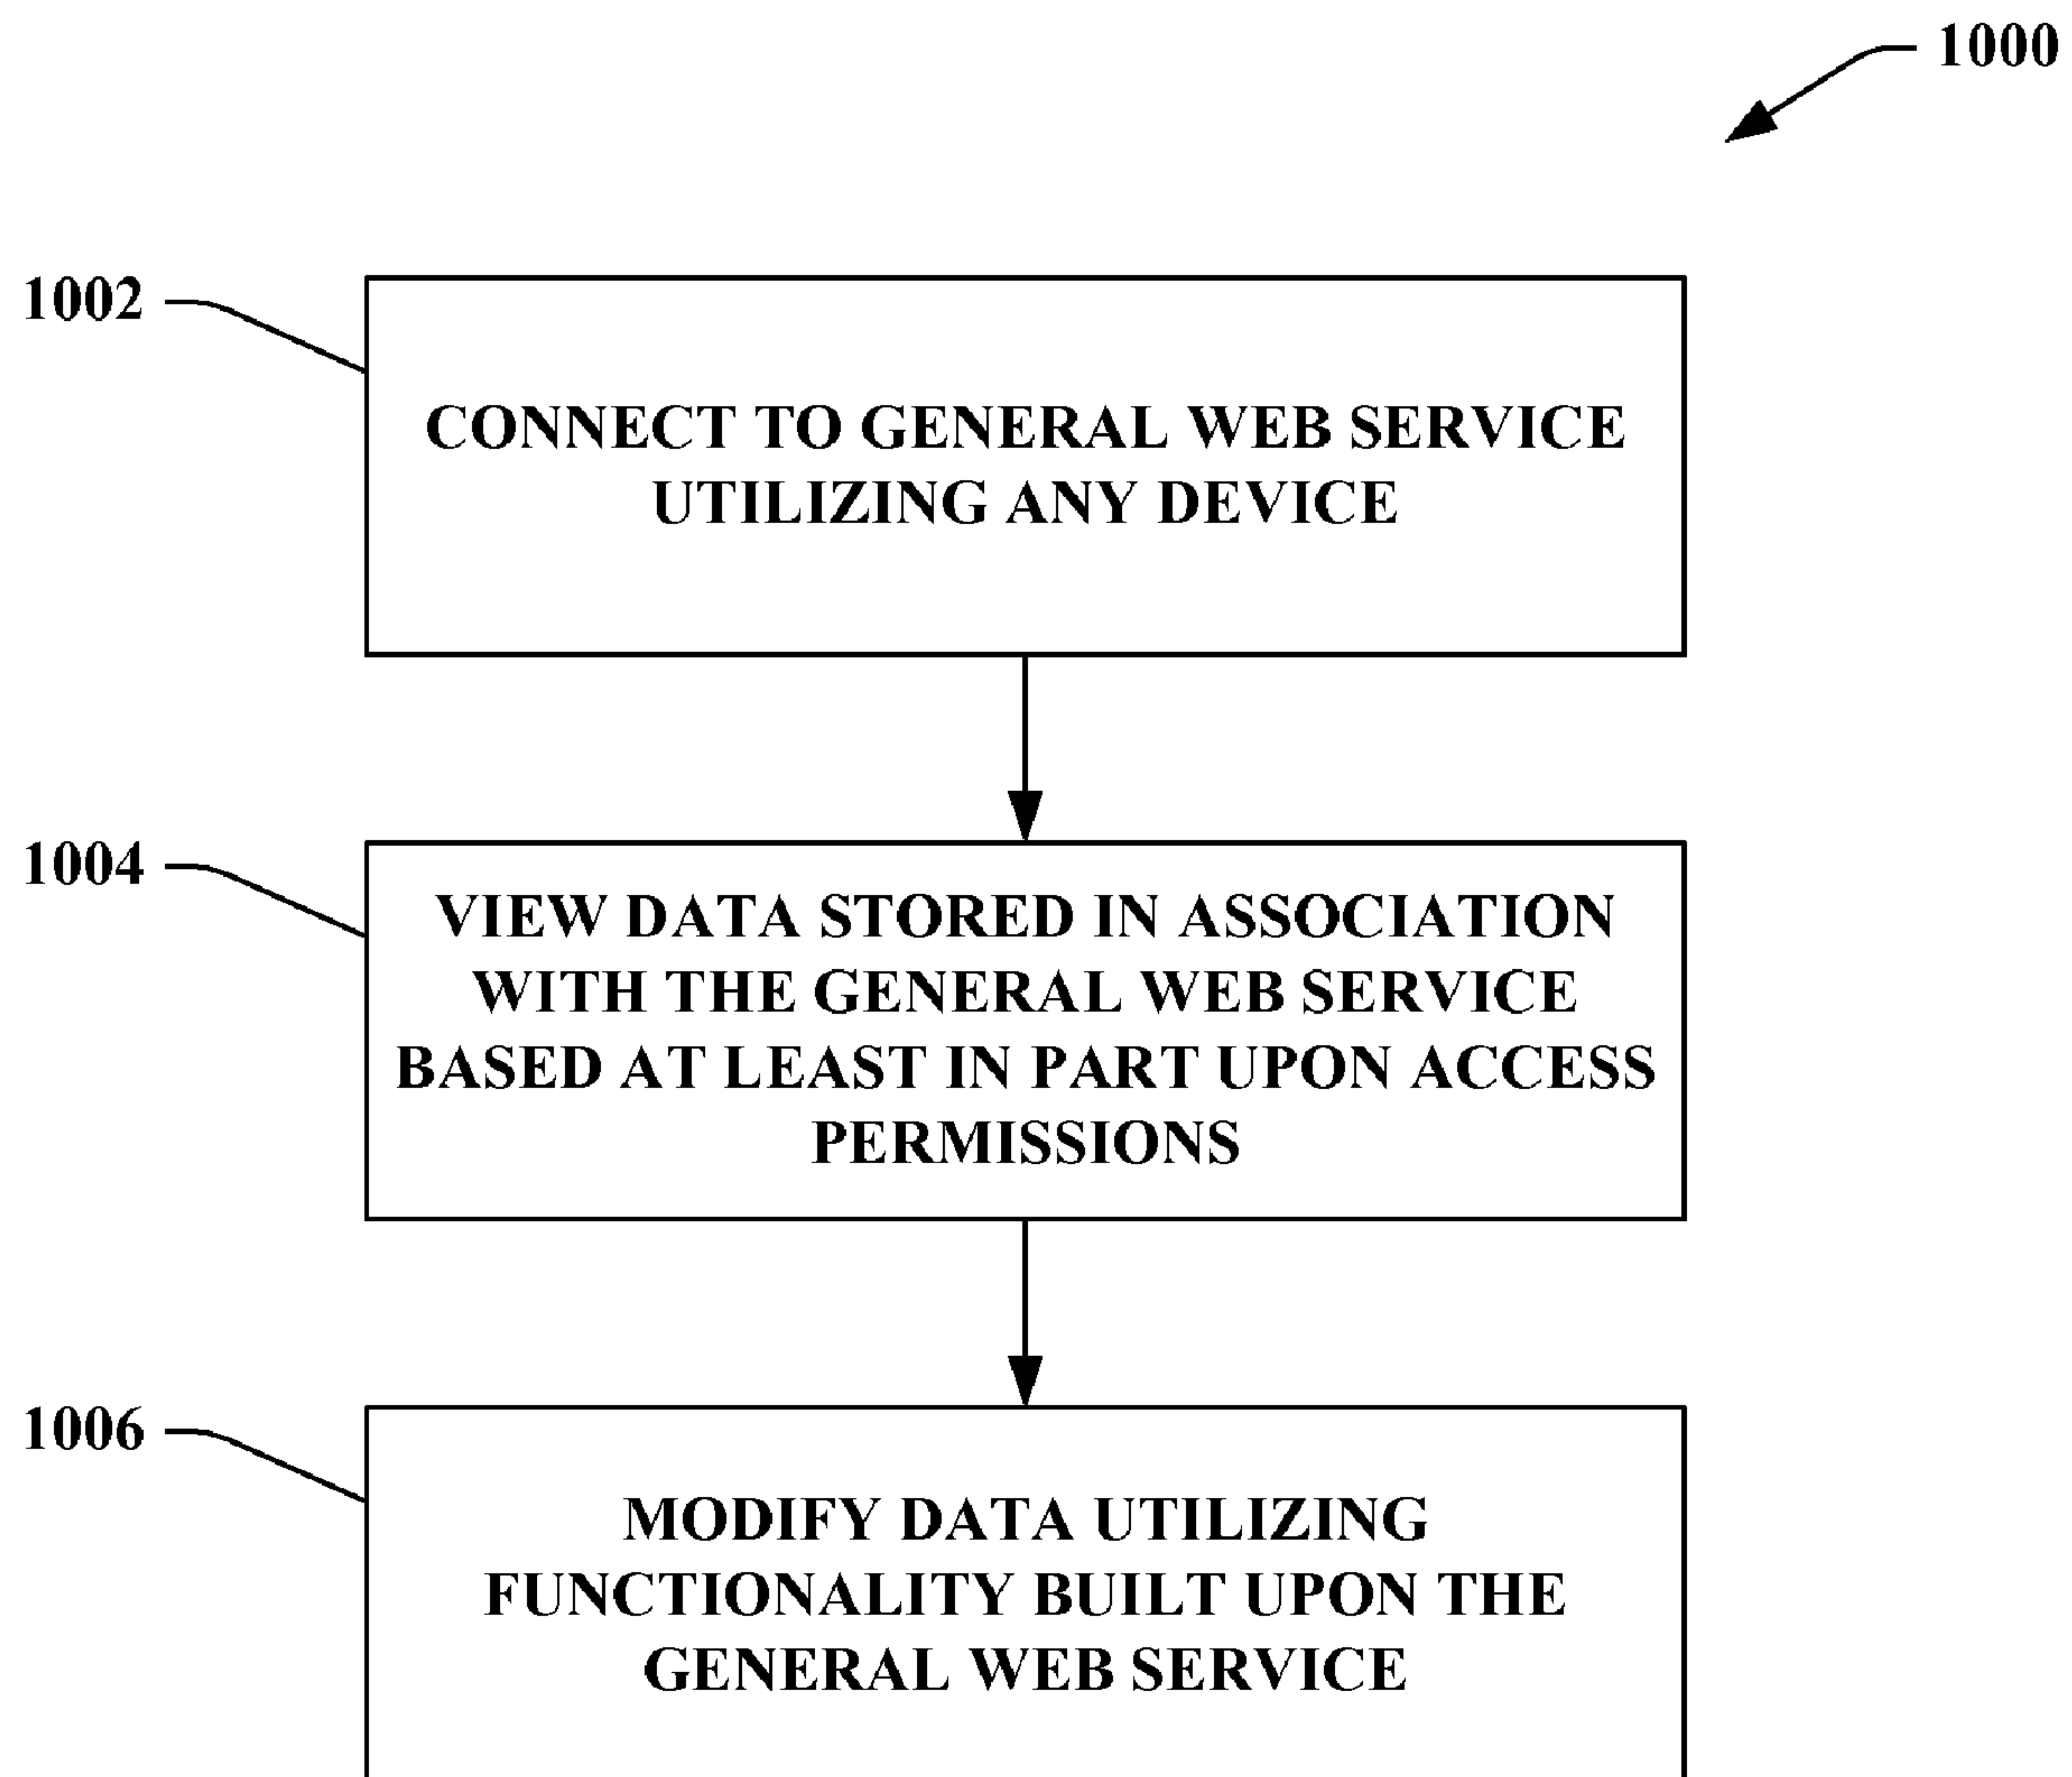 1000
1002
CONNECT TO GENERAL WEB SERVICE
UTILIZING ANY DEVICE
1004
VIEW DATA STORED IN ASSOCIATION
WITH THE GENERAL WEB SERVICE
BASED AT LEAST IN PART UPON ACCESS
PERMISSIONS
1006
MODIFY DATA UTILIZING
FUNCTIONALITY BUILT UPON THE
GENERAL WEB SERVICE